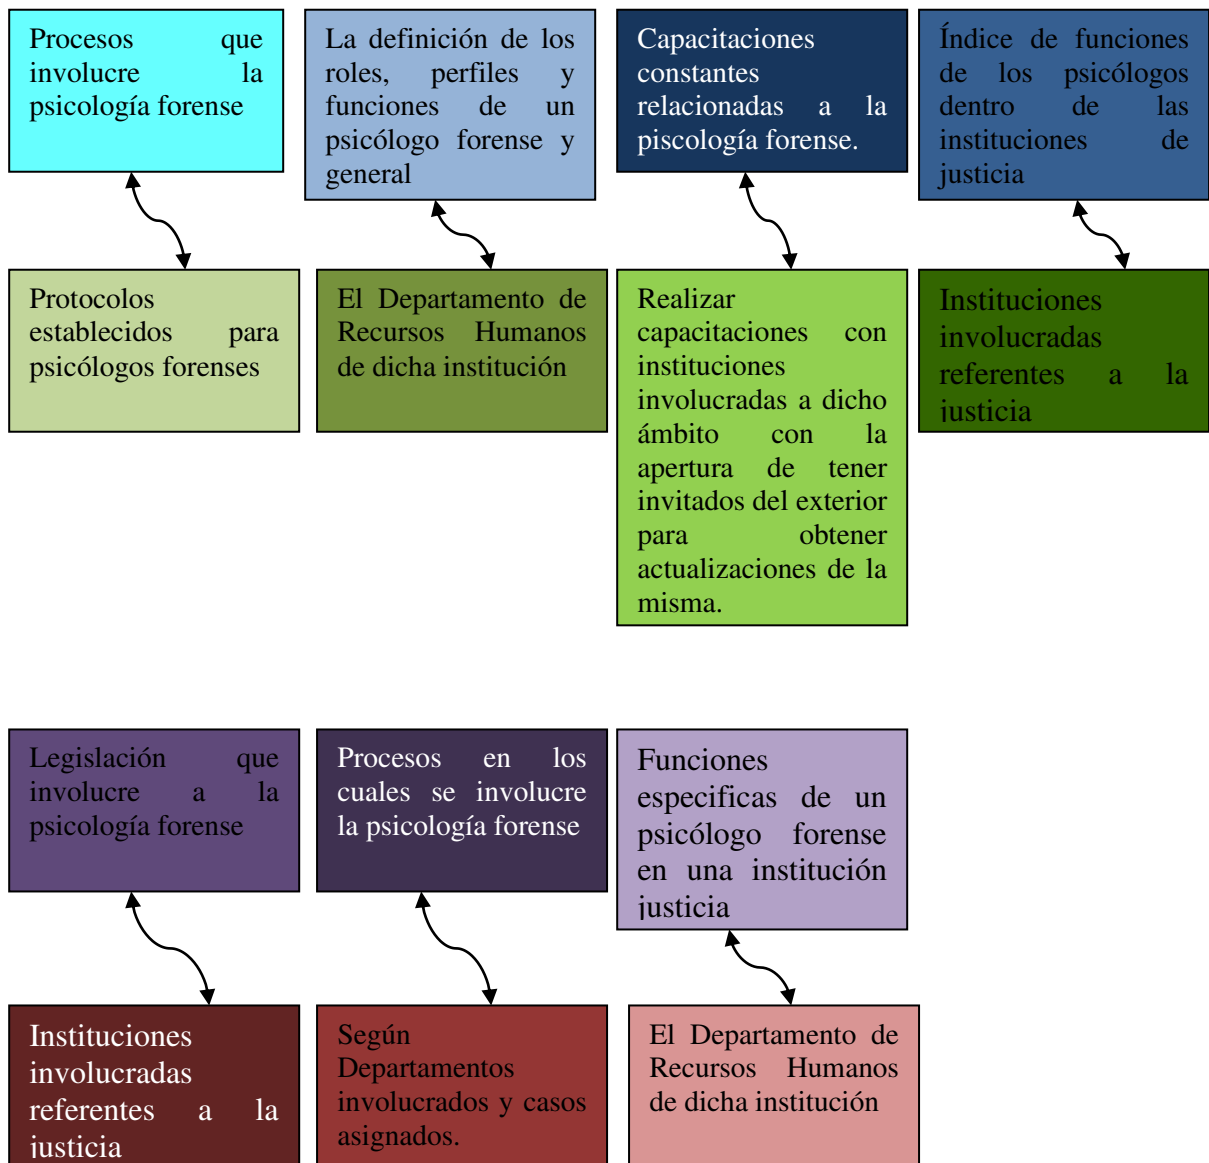 Procesos que
involucre la
psicología forense
La definición de los
roles, perfiles y
funciones de un
psicólogo forense y
general
Capacitaciones
constantes
relacionadas a la
piscología forense.
Índice de funciones
de los psicólogos
dentro de las
instituciones de
justicia
Protocolos
establecidos para
psicólogos forenses
El Departamento de
Recursos Humanos
de dicha institución
Realizar
capacitaciones con
instituciones
involucradas a dicho
ámbito con la
apertura de tener
invitados del exterior
para obtener
actualizaciones de la
misma.
Instituciones
involucradas
referentes a la
justicia
Legislación que
involucre a la
psicología forense
Procesos en los
cuales se involucre
la psicología forense
Funciones
especificas de un
psicólogo forense
en una institución
justicia
Instituciones
involucradas
referentes a la
justicia
Según
Departamentos
involucrados y casos
asignados.
El Departamento de
Recursos Humanos
de dicha institución